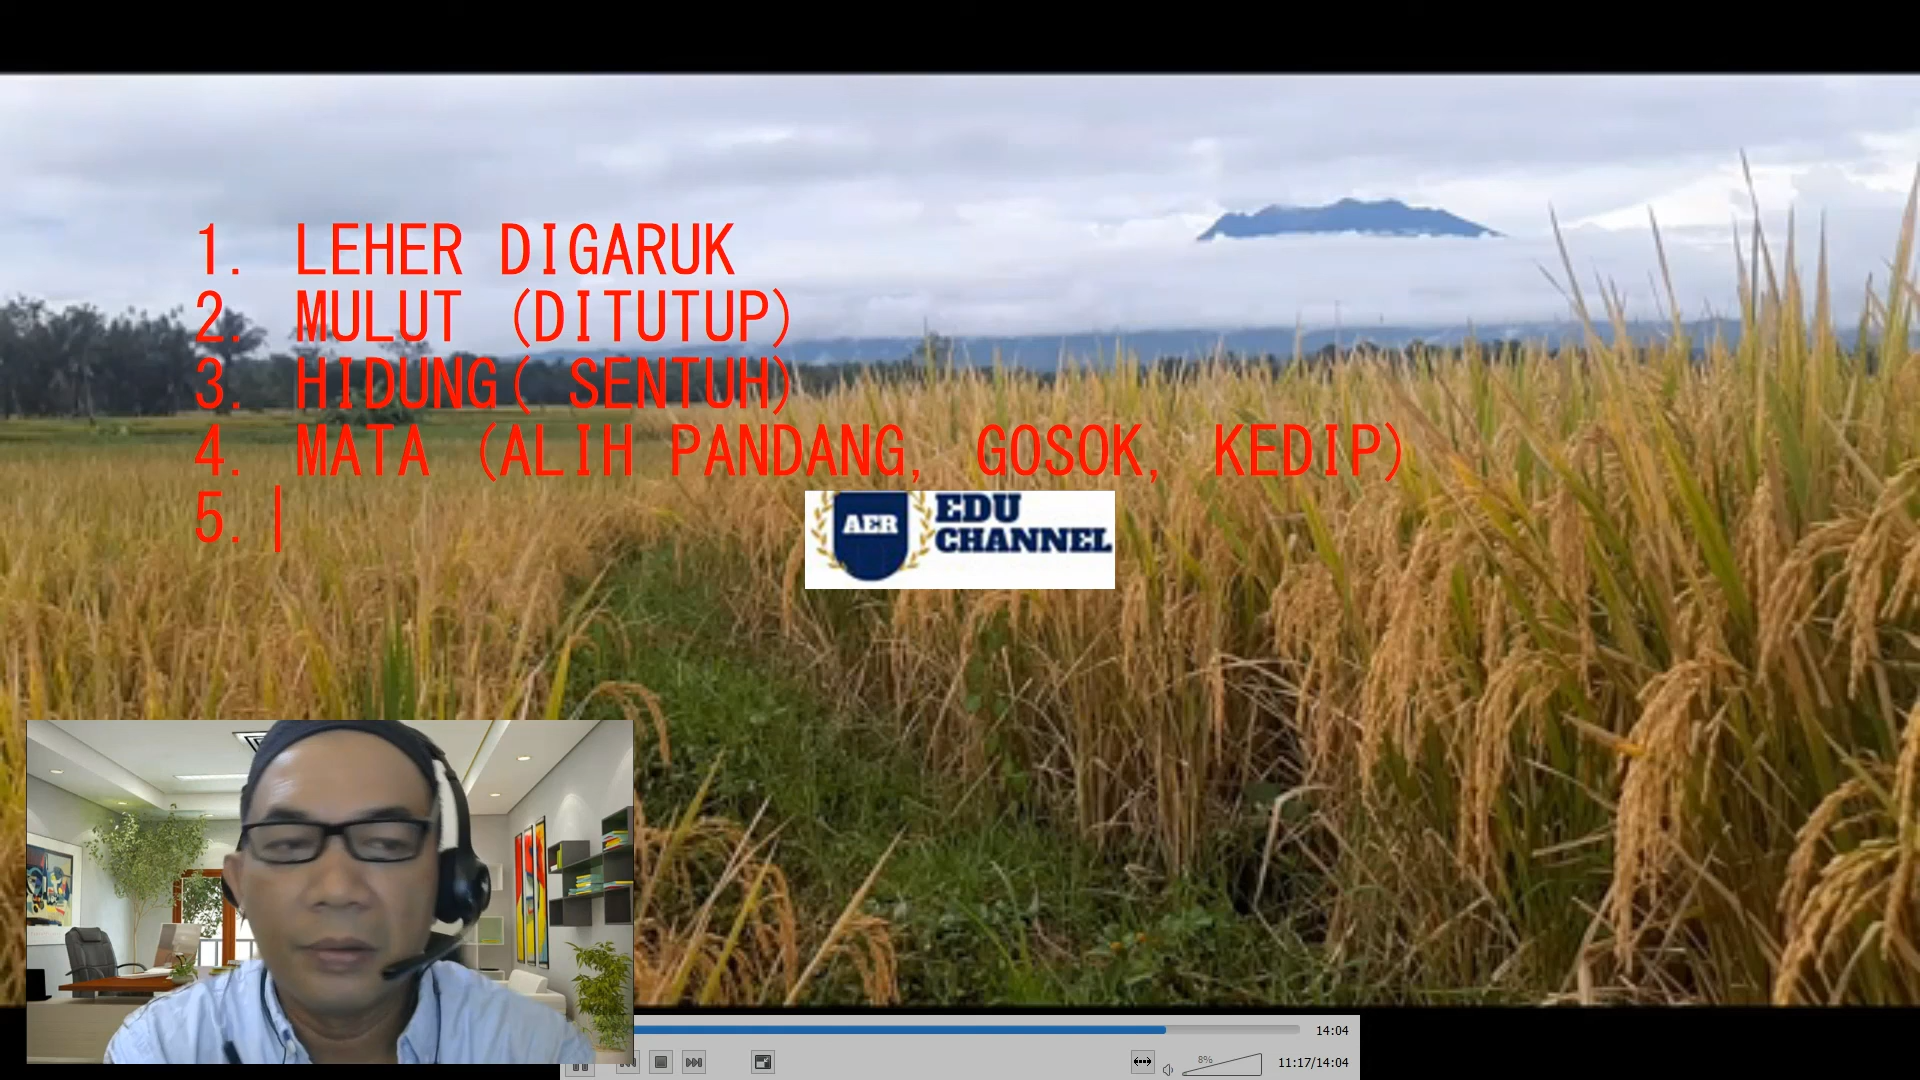 1. LEHER DIGARUK
2. MULUT (DITUTUP)
3. HIDUNG( SENTUH)
4. MATA (ALIH PANDANG, GOSOK, KEDIP)
5.
AER
EDU
CHANNEL
14:04
8%
11:17/14:04